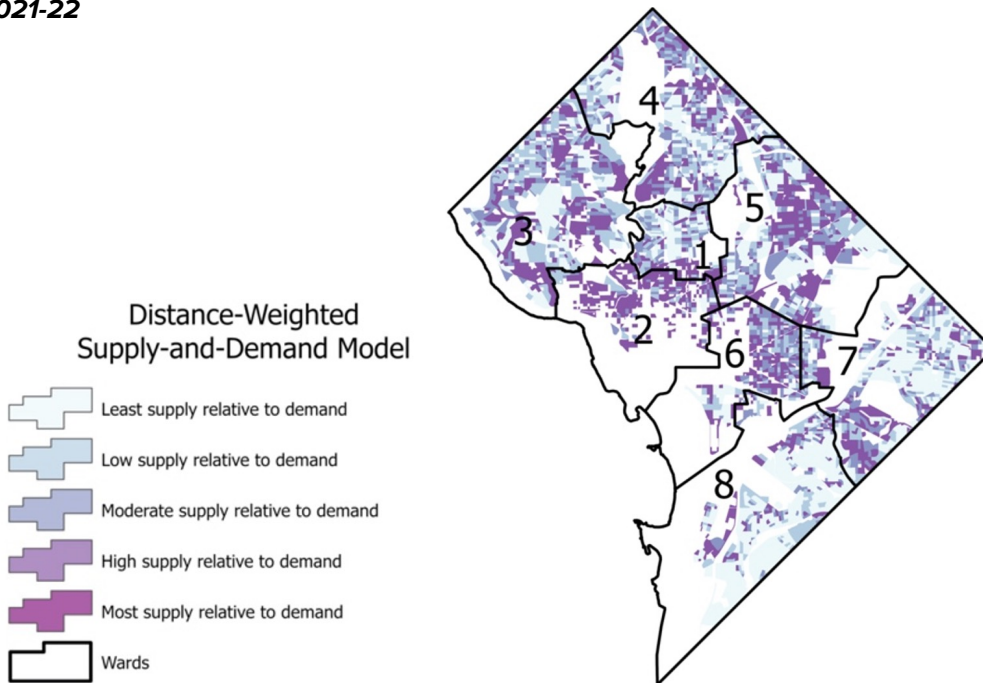 021-22
4
5
3
1
2
6
7
8
Distance-Weighted
Supply-and-Demand Model
Least supply relative to demand
Low supply relative to demand
Moderate supply relative to demand
High supply relative to demand
Most supply relative to demand
Wards